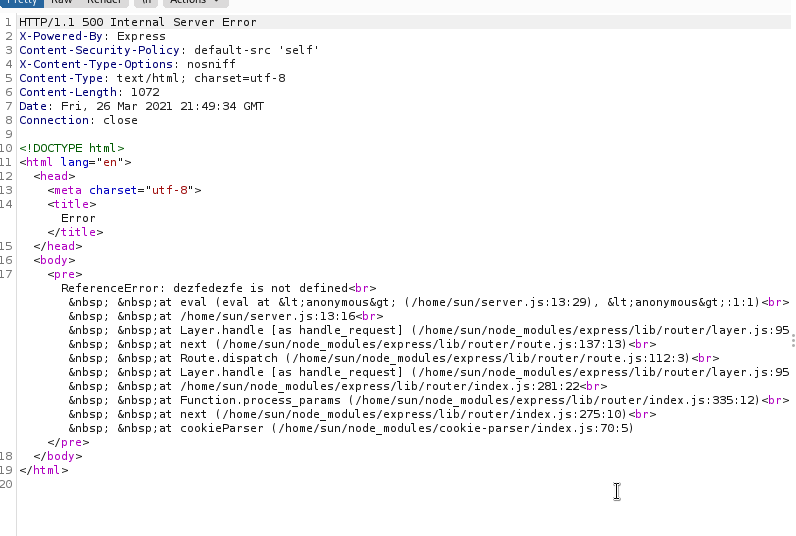 Pretty Raw Render \n Actions
1 HTTP/1.1 500 Internal Server Error
2 X-Powered-By: Express
3 Content-Security-Policy: default-src 'self'
4 X-Content-Type-Options: nosniff
5 Content-Type: text/html; charset=utf-8
6 Content-Length: 1072
7 Date: Fri, 26 Mar 2021 21:49:34 GMT
8 Connection: close
9
10 <!DOCTYPE html>
11 <html lang="en">
12 <head>
13 <meta charset="utf-8">
14 <title>
Error
</title>
15 </head>
16 <body>
17 <pre>
ReferenceError: dezfedezfe is not defined<br>
&nbsp; &nbsp;at eval (eval at &lt;anonymous&gt; (/home/sun/server.js:13:29), &lt;anonymous&gt;:1:1)<br>
&nbsp; &nbsp;at /home/sun/server.js:13:16<br>
&nbsp; &nbsp;at Layer.handle [as handle_request] (/home/sun/node_modules/express/lib/router/layer.js:95
&nbsp; &nbsp;at next (/home/sun/node_modules/express/lib/router/route.js:137:13)<br>
&nbsp; &nbsp;at Route.dispatch (/home/sun/node_modules/express/lib/router/route.js:112:3)<br>
&nbsp; &nbsp;at Layer.handle [as handle_request] (/home/sun/node_modules/express/lib/router/layer.js:95
&nbsp; &nbsp;at /home/sun/node_modules/express/lib/router/index.js:281:22<br>
&nbsp; &nbsp;at Function.process_params (/home/sun/node_modules/express/lib/router/index.js:335:12)<br>
&nbsp; &nbsp;at next (/home/sun/node_modules/express/lib/router/index.js:275:10)<br>
&nbsp; &nbsp;at cookieParser (/home/sun/node_modules/cookie-parser/index.js:70:5)
</pre>
18 </body>
19 </html>
20